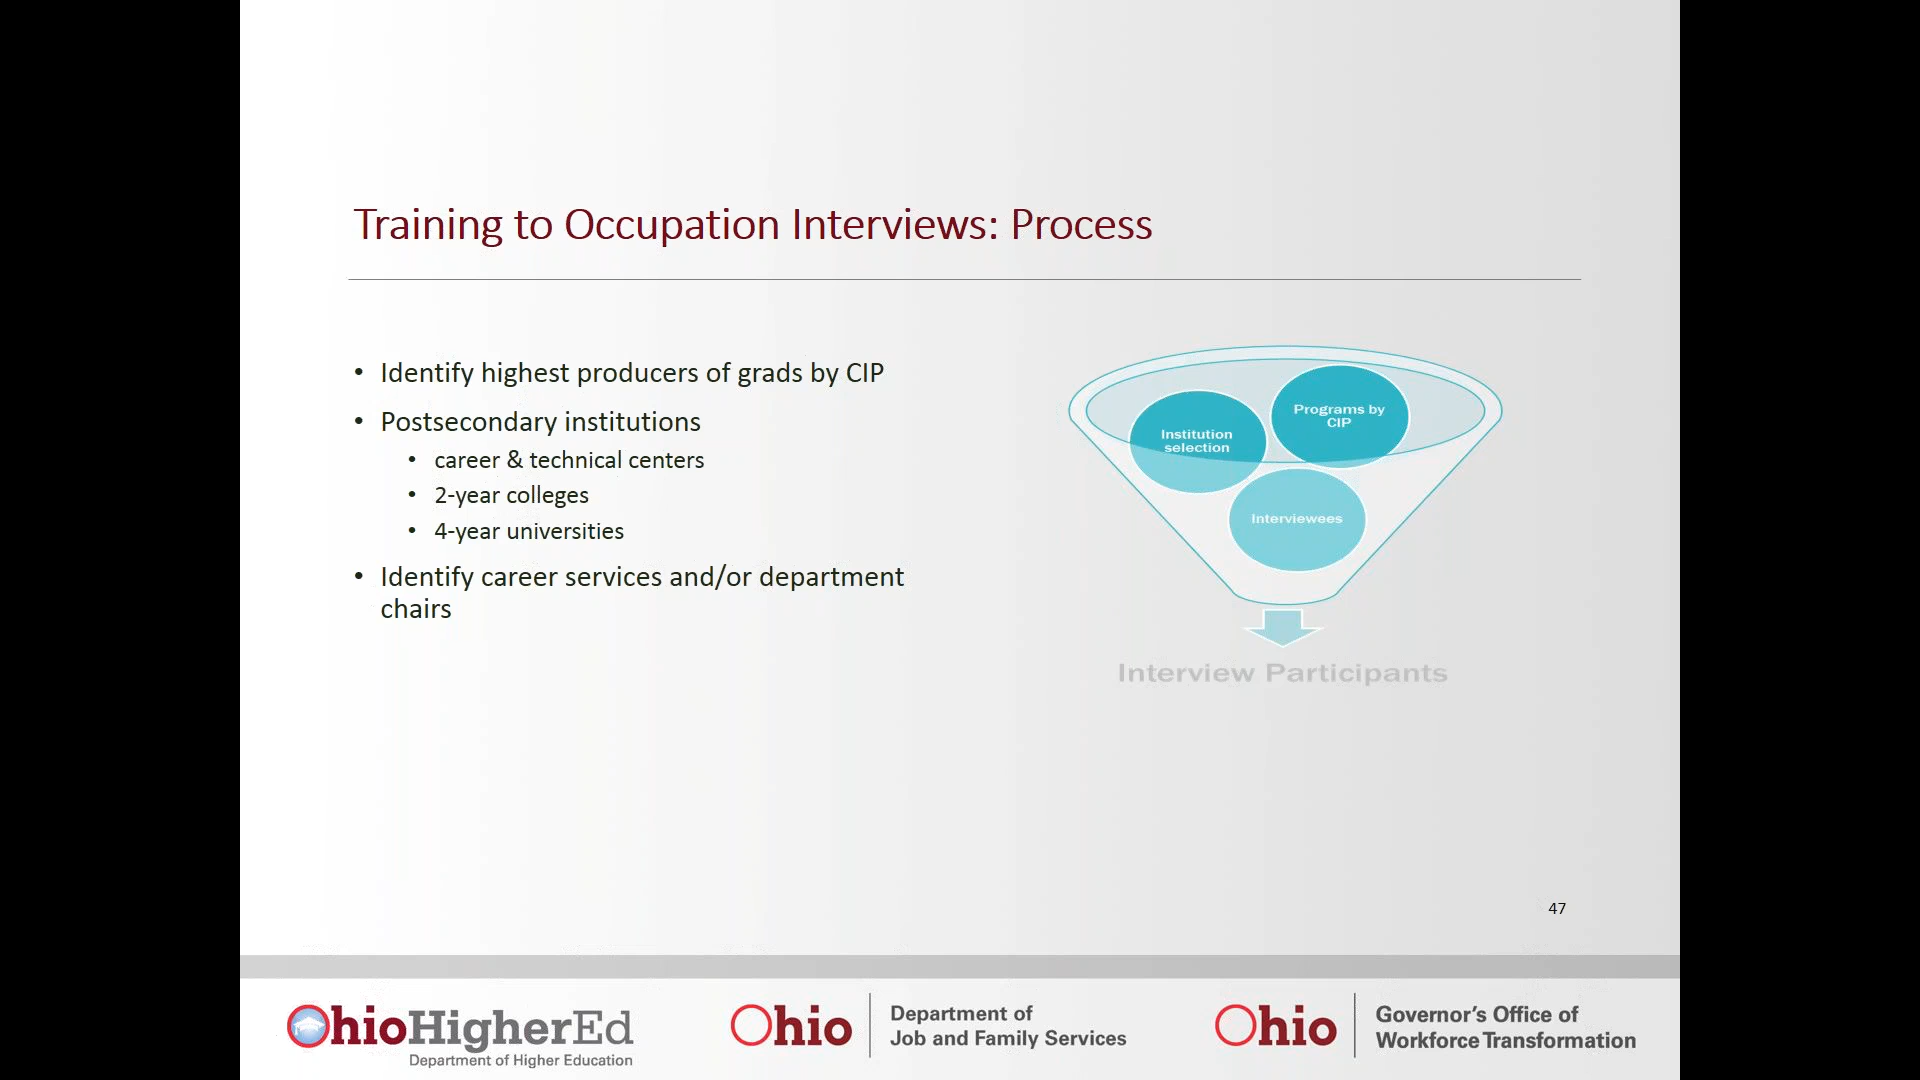 Training to Occupation Interviews: Process
• Identify highest producers of grads by CIP
• Postsecondary institutions
• career & technical centers
• 2-year colleges
• 4-year universities
• Identify career services and/or department
chairs
Programs by
CIP
Institution
selection
Interviewees
Interview Participants
47
OhioHigherEd
Department of Higher Education
Ohio
Department of
Job and Family Services
Ohio
Governor's Office of
Workforce Transformation